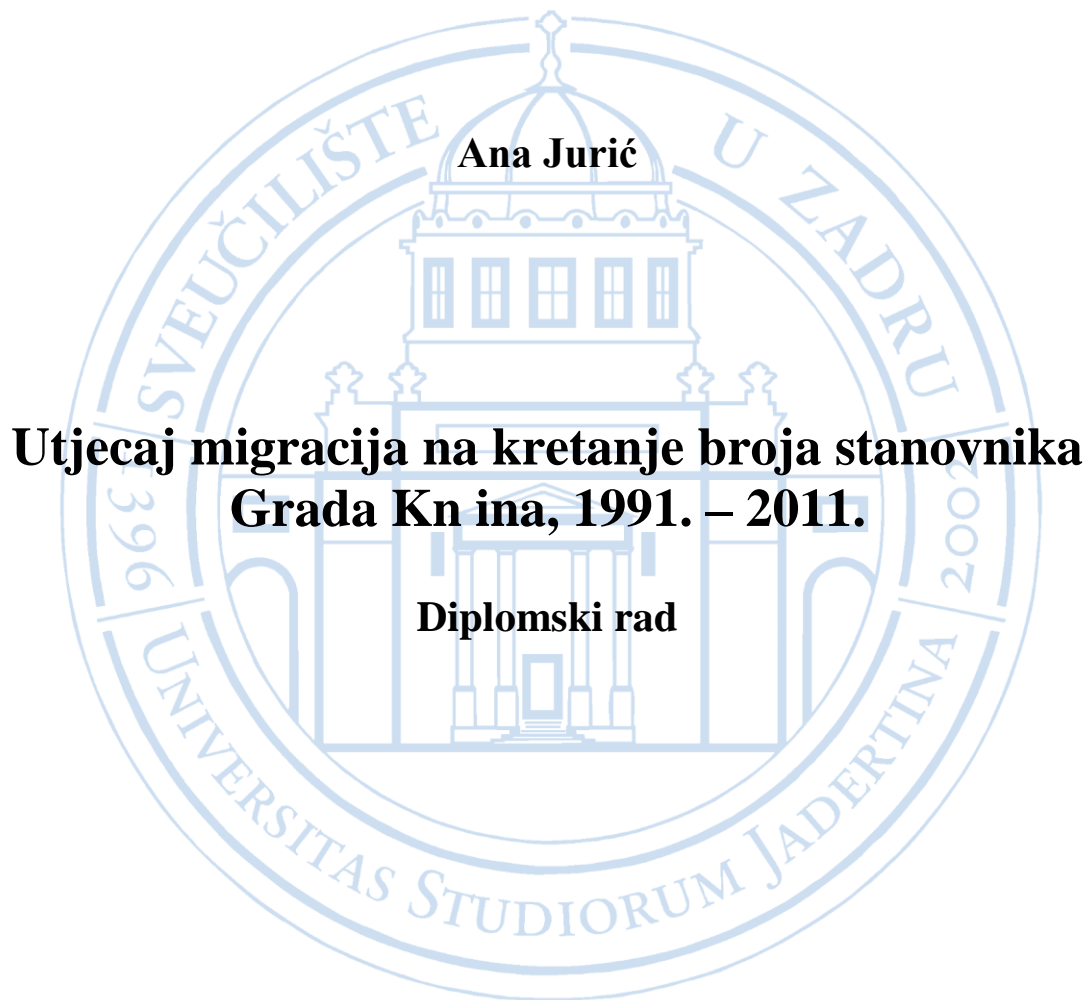 Ana Jurić
Utjecaj migracija na kretanje broja stanovnika
Grada Kn ina, 1991. – 2011.
Diplomski rad
SVEUČILIŠTE U ZADRU
1396
2002
UNIVERSITAS STUDIORUM JADERTINA